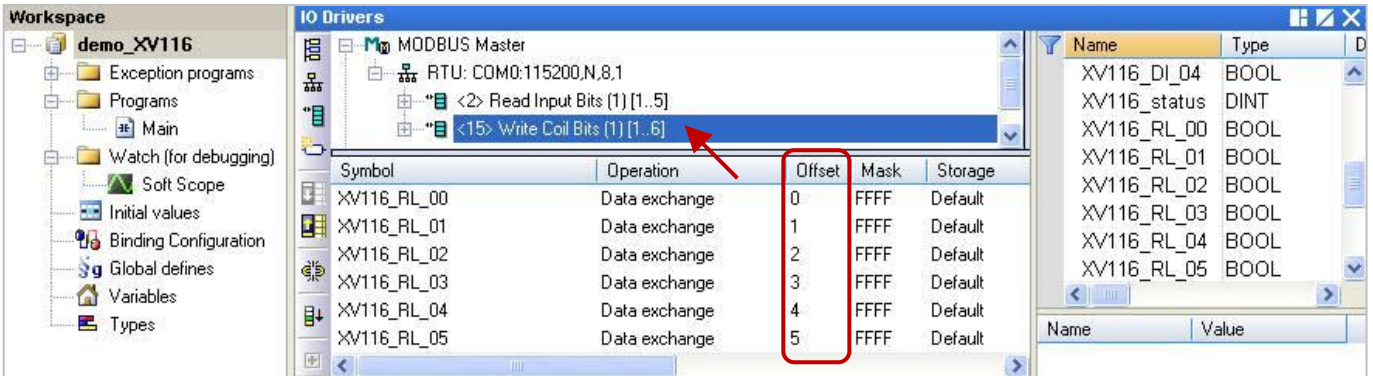 Workspace
demo_XV116
Exception programs
Programs
Main
Watch (for debugging)
Soft Scope
Initial values
Binding Configuration
Global defines
Variables
Types
IO Drivers
MODBUS Master
RTU: COM0:115200,N,8,1
<2> Read Input Bits (1) [1..5]
<15> Write Coil Bits (1) [1..6]
Symbol Operation Offset Mask Storage
XV116_RL_00 Data exchange 0 FFFF Default
XV116_RL_01 Data exchange 1 FFFF Default
XV116_RL_02 Data exchange 2 FFFF Default
XV116_RL_03 Data exchange 3 FFFF Default
XV116_RL_04 Data exchange 4 FFFF Default
XV116_RL_05 Data exchange 5 FFFF Default
Name Type D
XV116_DI_04 BOOL
XV116_status DINT
XV116_RL_00 BOOL
XV116_RL_01 BOOL
XV116_RL_02 BOOL
XV116_RL_03 BOOL
XV116_RL_04 BOOL
XV116_RL_05 BOOL
Name Value